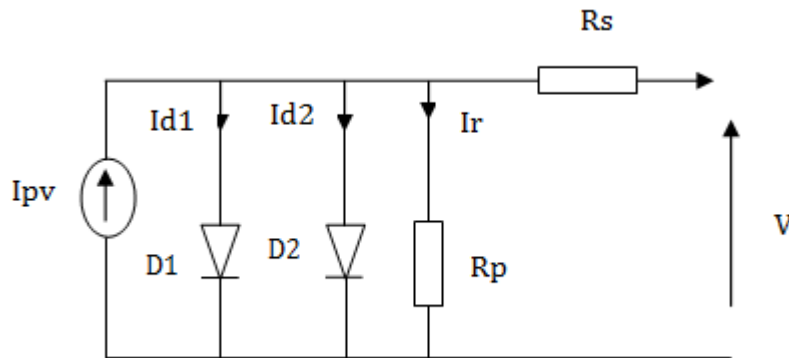 Rs
Id1 Id2 Ir
Ipv
V
D1 D2 Rp